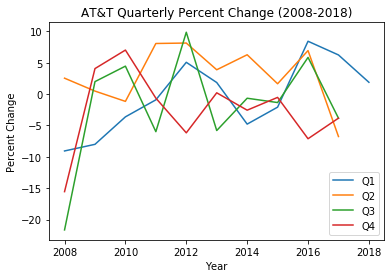 AT&T Quarterly Percent Change (2008-2018)
10
5
0
−5
−10
−15
−20
Percent Change
Q1
Q2
Q3
Q4
2008 2010 2012 2014 2016 2018
Year